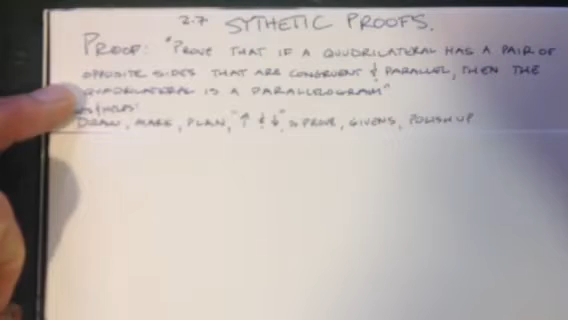 2.7 SYTHETIC PROOFS.
PROOF: "PROVE THAT IF A QUADRILATERAL HAS A PAIR OF
OPPOSITE SIDES THAT ARE CONGRUENT & PARALLEL, THEN THE
QUADRILATERAL IS A PARALLELOGRAM"
DRAW, MARK, PLAN, "↑ & ↓", PROVE, GIVENS, POLISH UP